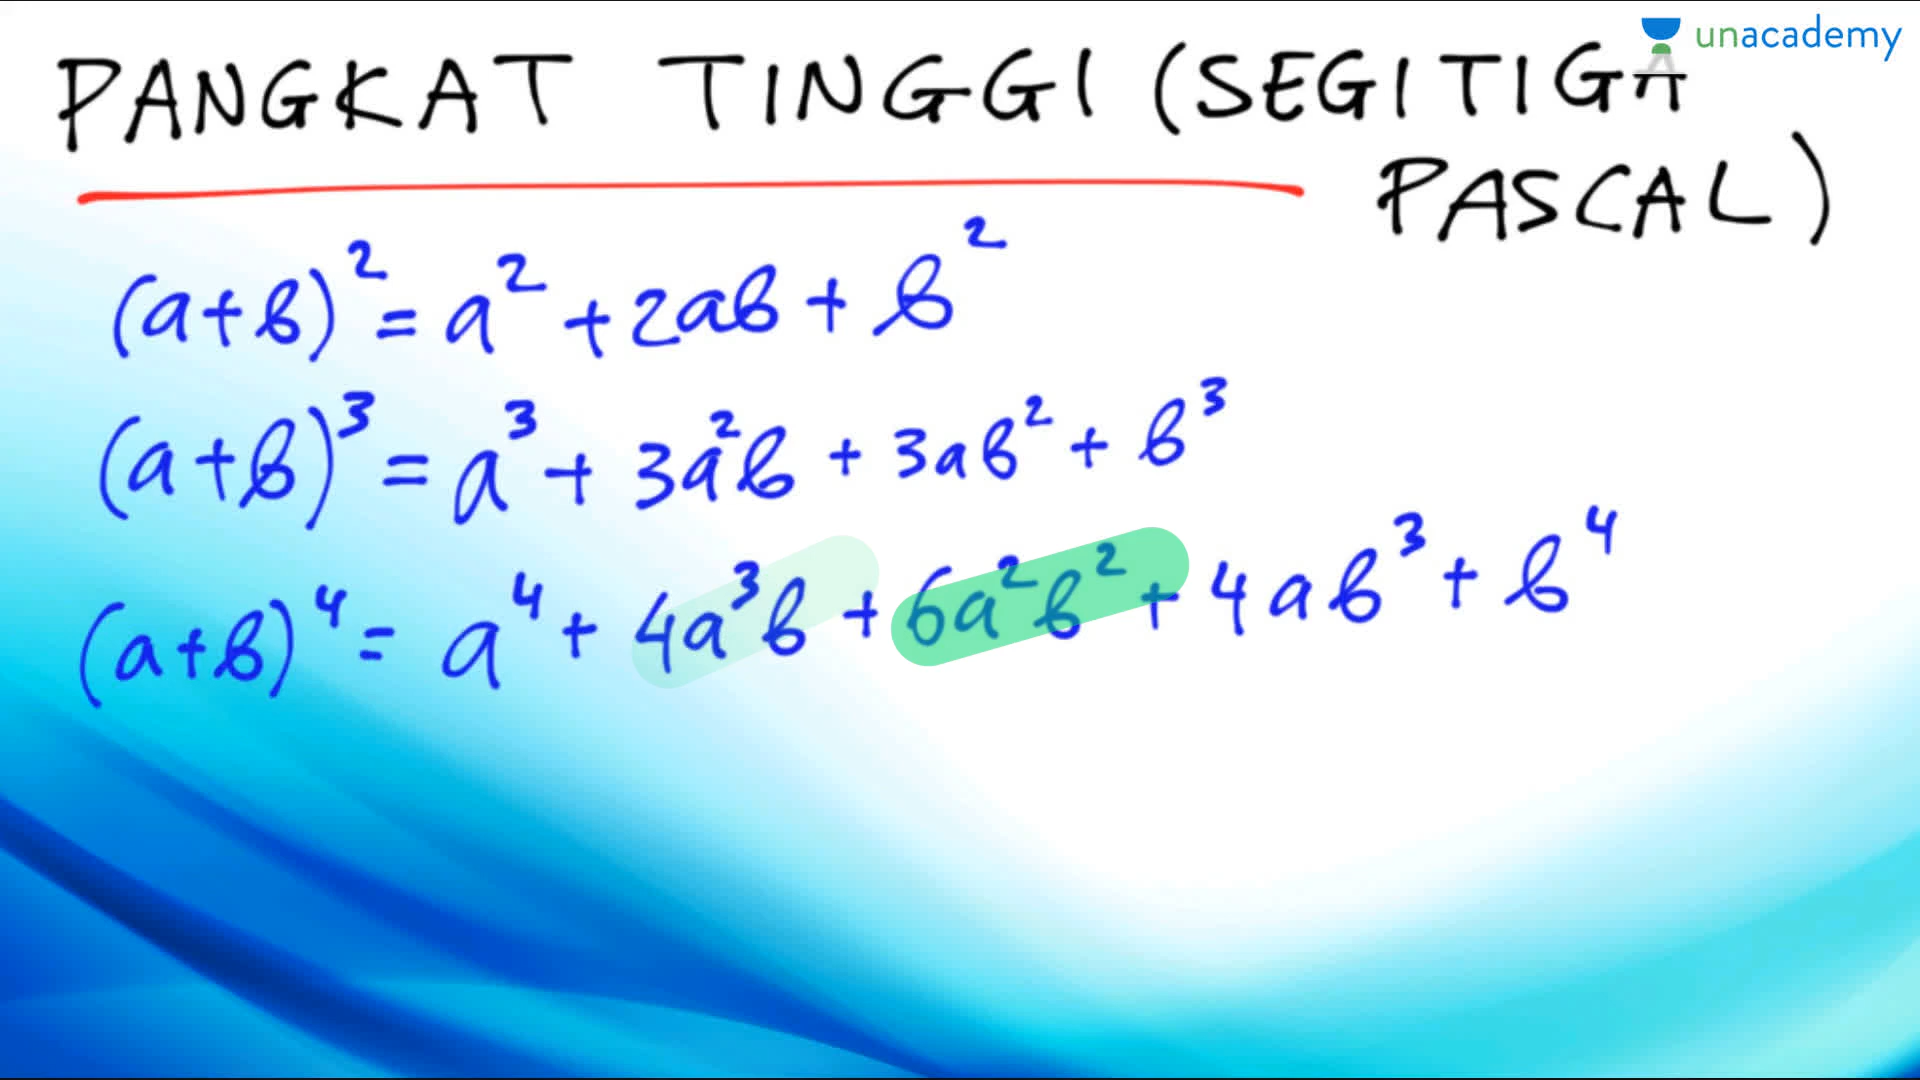 unacademy
PANGKAT TINGGI (SEGITIGA
PASCAL)
(a+b)² = a² + 2ab + b²
(a+b)³ = a³ + 3a²b + 3ab² + b³
(a+b)⁴ = a⁴ + 4a³b + 6a²b² + 4ab³ + b⁴